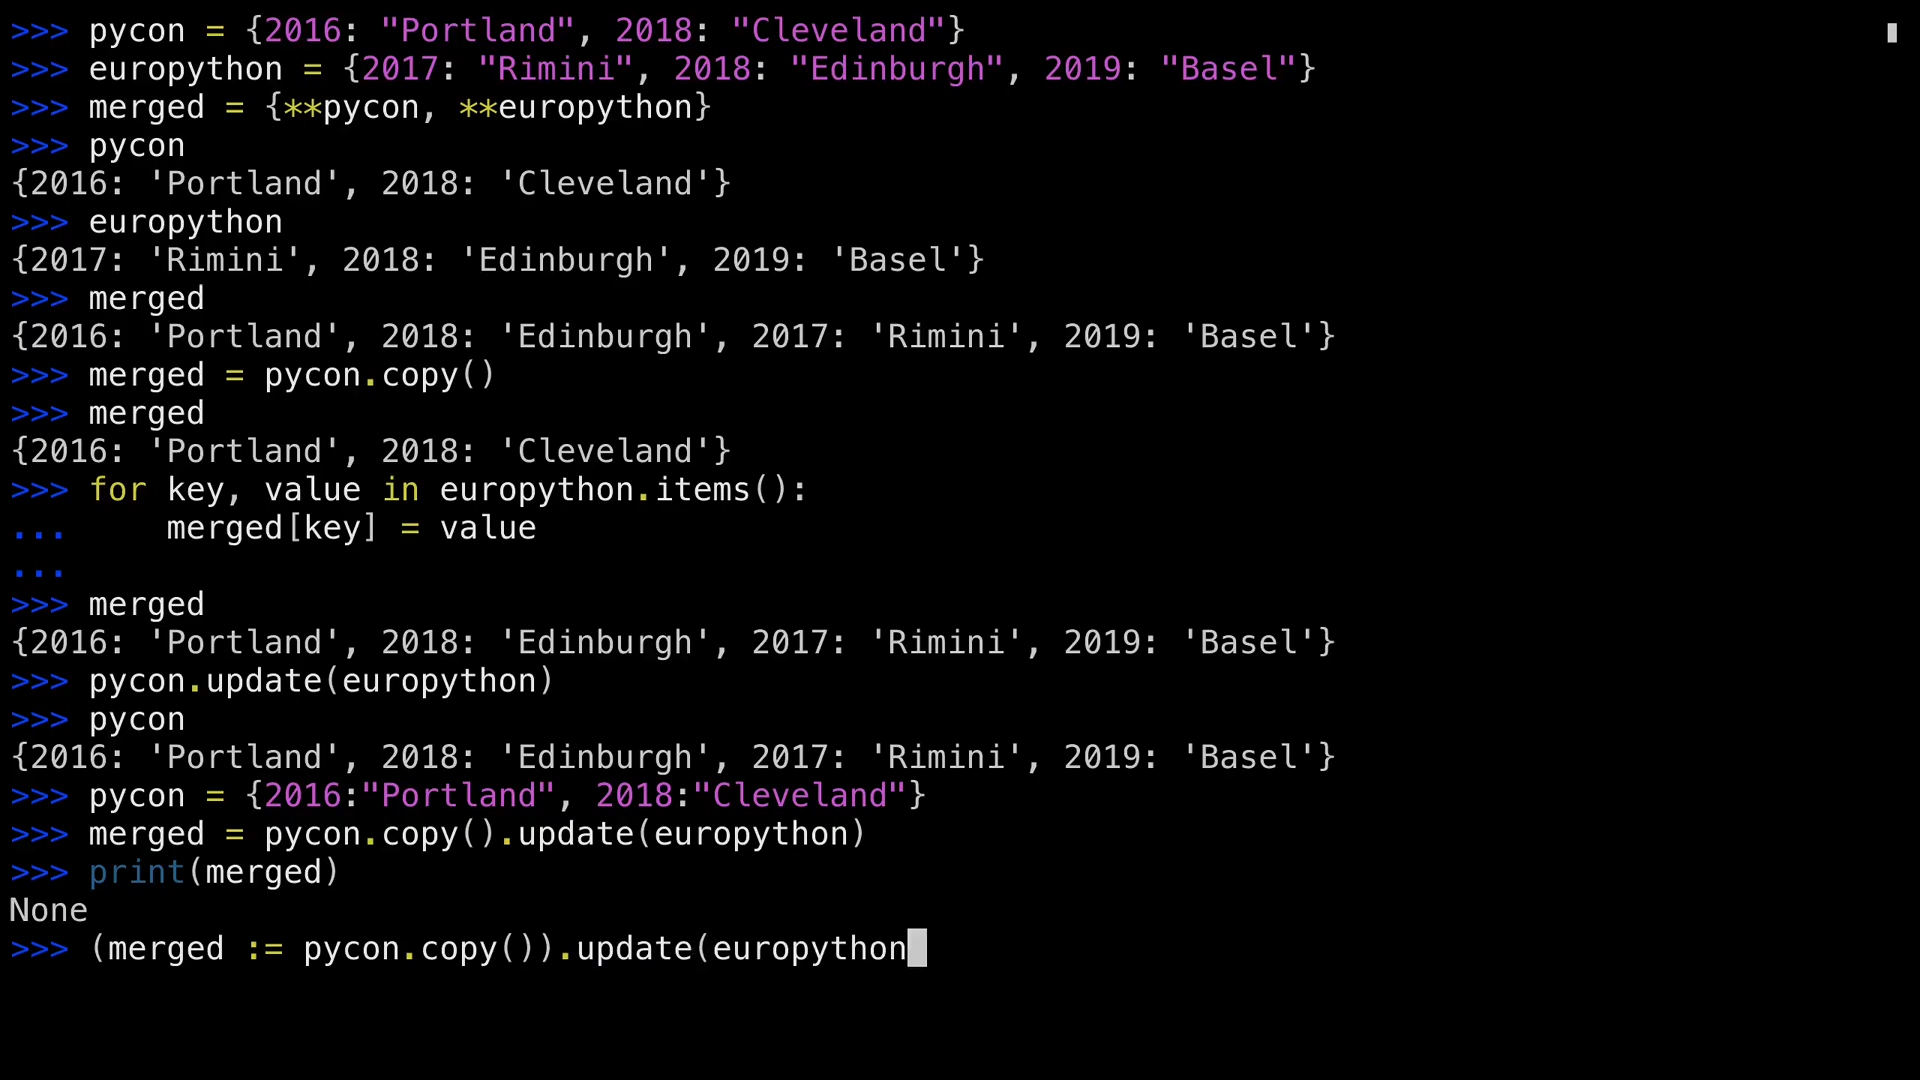 >>> pycon = {2016: "Portland", 2018: "Cleveland"}
>>> europython = {2017: "Rimini", 2018: "Edinburgh", 2019: "Basel"}
>>> merged = {**pycon, **europython}
>>> pycon
{2016: 'Portland', 2018: 'Cleveland'}
>>> europython
{2017: 'Rimini', 2018: 'Edinburgh', 2019: 'Basel'}
>>> merged
{2016: 'Portland', 2018: 'Edinburgh', 2017: 'Rimini', 2019: 'Basel'}
>>> merged = pycon.copy()
>>> merged
{2016: 'Portland', 2018: 'Cleveland'}
>>> for key, value in europython.items():
...     merged[key] = value
...
>>> merged
{2016: 'Portland', 2018: 'Edinburgh', 2017: 'Rimini', 2019: 'Basel'}
>>> pycon.update(europython)
>>> pycon
{2016: 'Portland', 2018: 'Edinburgh', 2017: 'Rimini', 2019: 'Basel'}
>>> pycon = {2016:"Portland", 2018:"Cleveland"}
>>> merged = pycon.copy().update(europython)
>>> print(merged)
None
>>> (merged := pycon.copy()).update(europython